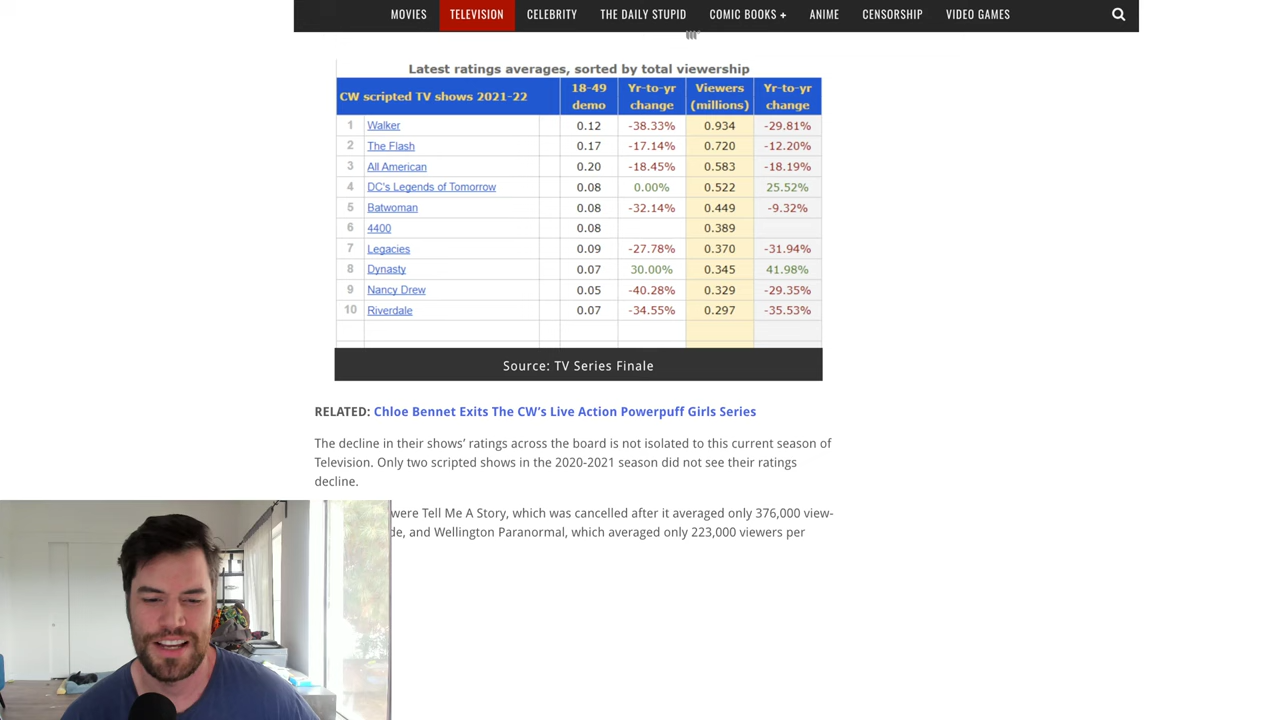 MOVIES TELEVISION CELEBRITY THE DAILY STUPID COMIC BOOKS + ANIME CENSORSHIP VIDEO GAMES
Latest ratings averages, sorted by total viewership
CW scripted TV shows 2021-22 18-49 demo Yr-to-yr change Viewers (millions) Yr-to-yr change
1 Walker 0.12 -38.33% 0.934 -29.81%
2 The Flash 0.17 -17.14% 0.720 -12.20%
3 All American 0.20 -18.45% 0.583 -18.19%
4 DC's Legends of Tomorrow 0.08 0.00% 0.522 25.52%
5 Batwoman 0.08 -32.14% 0.449 -9.32%
6 4400 0.08 0.389
7 Legacies 0.09 -27.78% 0.370 -31.94%
8 Dynasty 0.07 30.00% 0.345 41.98%
9 Nancy Drew 0.05 -40.28% 0.329 -29.35%
10 Riverdale 0.07 -34.55% 0.297 -35.53%
Source: TV Series Finale
RELATED: Chloe Bennet Exits The CW's Live Action Powerpuff Girls Series
The decline in their shows' ratings across the board is not isolated to this current season of
Television. Only two scripted shows in the 2020-2021 season did not see their ratings
decline.
were Tell Me A Story, which was cancelled after it averaged only 376,000 view-
de, and Wellington Paranormal, which averaged only 223,000 viewers per